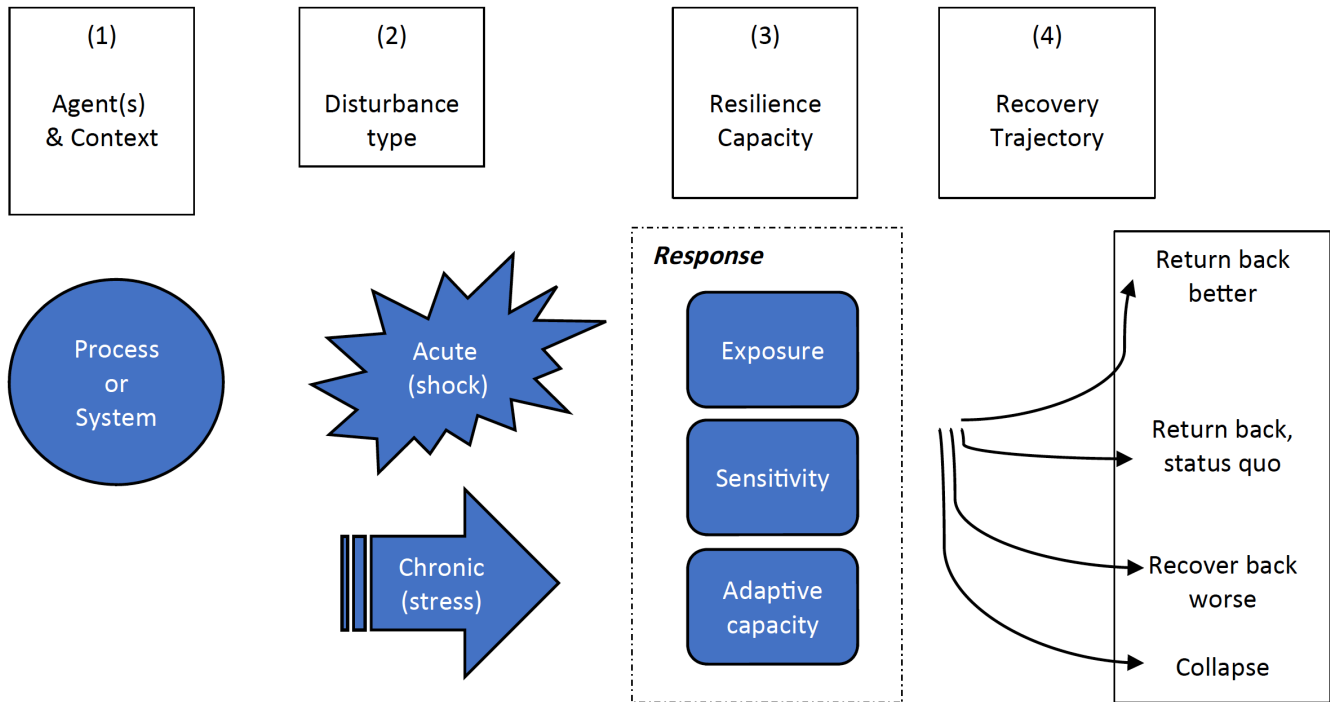 (1)
Agent(s)
& Context
(2)
Disturbance
type
(3)
Resilience
Capacity
(4)
Recovery
Trajectory
Process
or
System
Acute
(shock)
Chronic
(stress)
Response
Exposure
Sensitivity
Adaptive
capacity
Return back
better
Return back,
status quo
Recover back
worse
Collapse